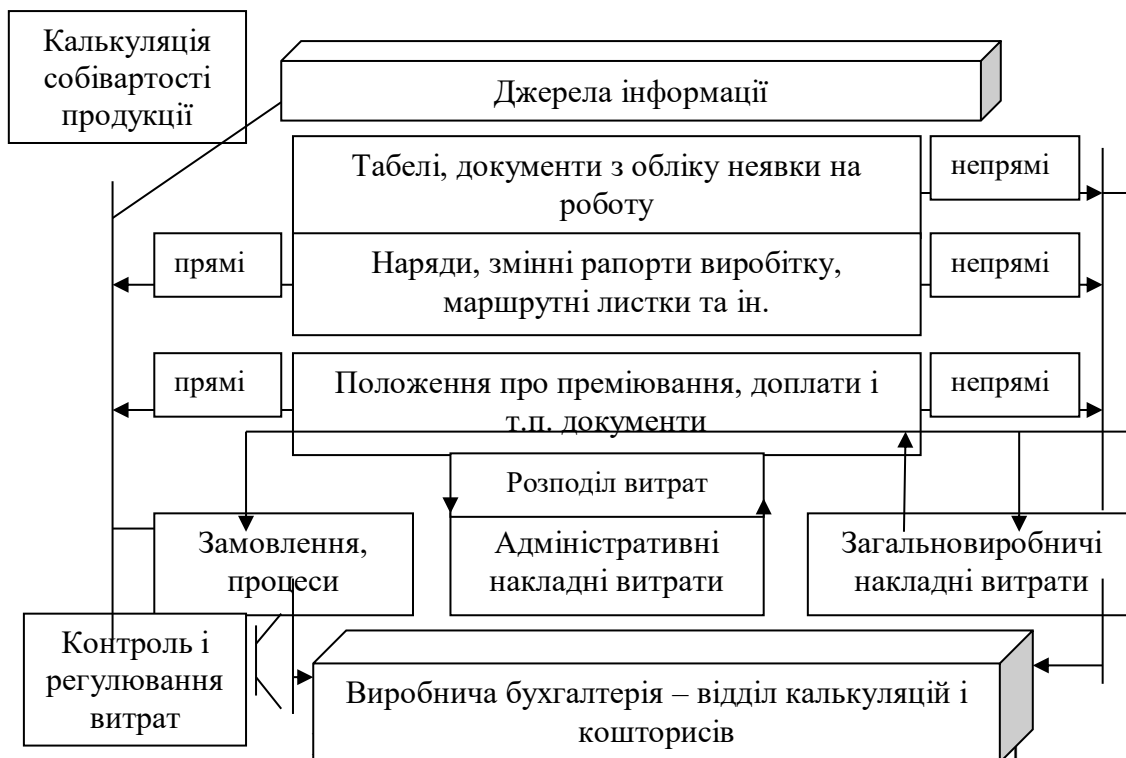 Калькуляція
собівартості
продукції
Джерела інформації
Табелі, документи з обліку неявки на
роботу
непрямі
прямі
Наряди, змінні рапорти виробітку,
маршрутні листки та ін.
непрямі
прямі
Положення про преміювання, доплати і
т.п. документи
непрямі
Розподіл витрат
Замовлення,
процеси
Адміністративні
накладні витрати
Загальновиробничі
накладні витрати
Контроль і
регулювання
витрат
Виробнича бухгалтерія – відділ калькуляцій і
кошторисів